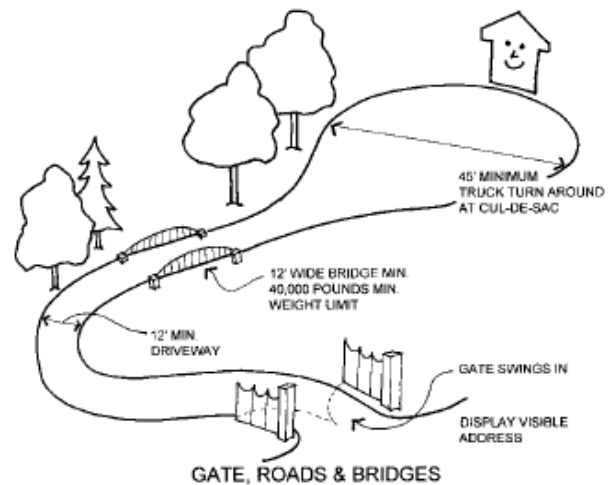 45' MINIMUM
TRUCK TURN AROUND
AT CUL-DE-SAC
12' WIDE BRIDGE MIN.
40,000 POUNDS MIN.
WEIGHT LIMIT
12' MIN.
DRIVEWAY
GATE SWINGS IN
DISPLAY VISIBLE
ADDRESS
GATE, ROADS & BRIDGES